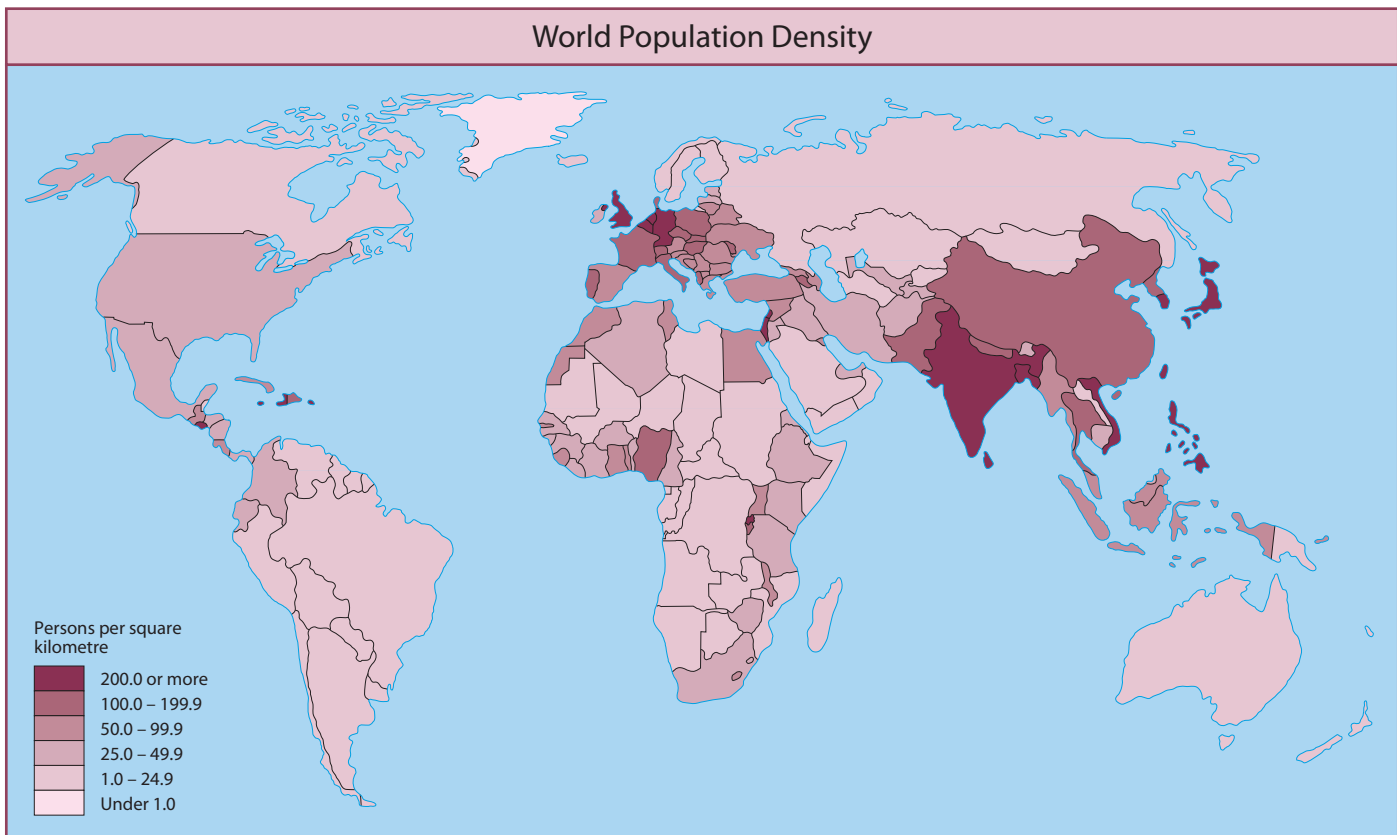 World Population Density
Persons per square
kilometre
200.0 or more
100.0 – 199.9
50.0 – 99.9
25.0 – 49.9
1.0 – 24.9
Under 1.0